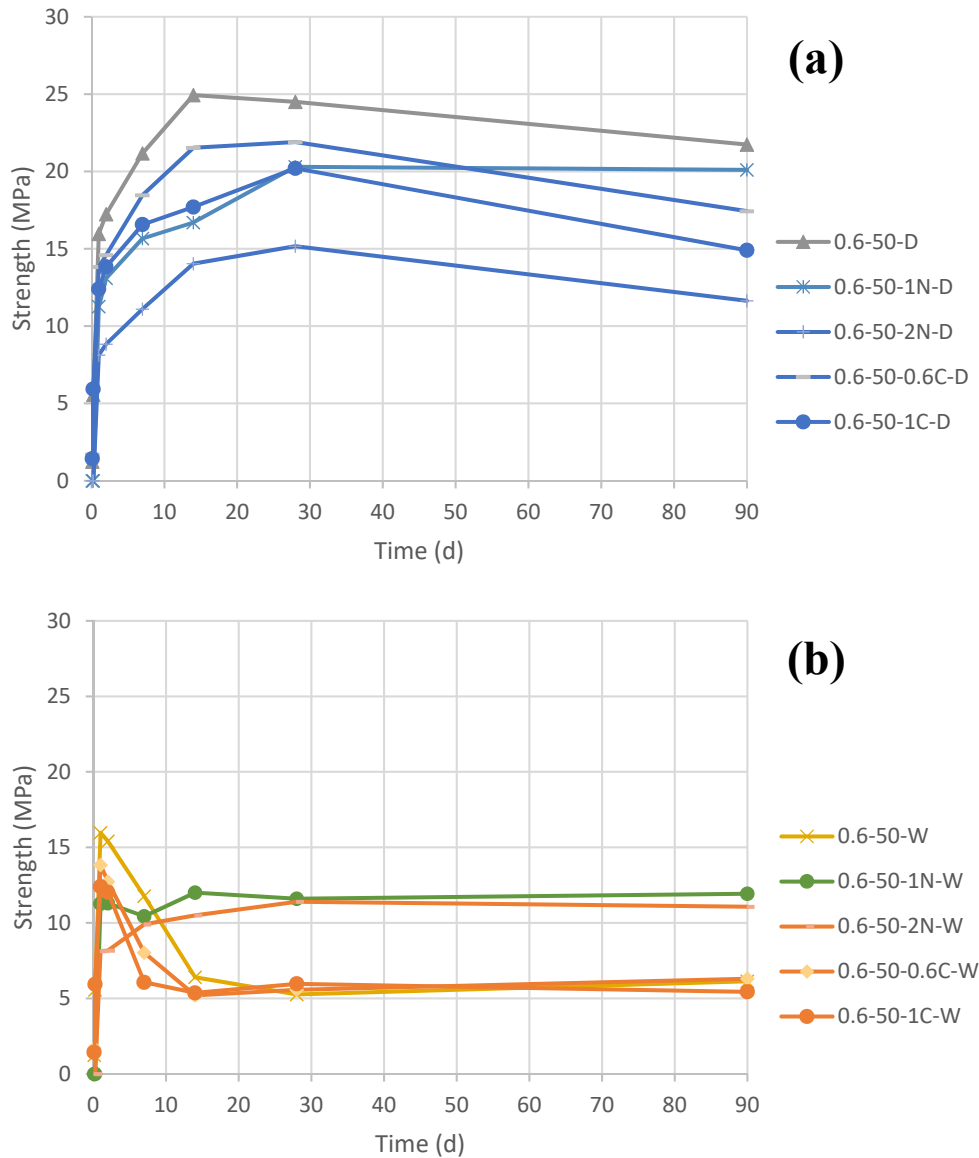 30
25
20
15
10
5
0
Strength (MPa)
0 10 20 30 40 50 60 70 80 90
Time (d)
(a)
0.6-50-D
0.6-50-1N-D
0.6-50-2N-D
0.6-50-0.6C-D
0.6-50-1C-D
30
25
20
15
10
5
0
Strength (MPa)
0 10 20 30 40 50 60 70 80 90
Time (d)
(b)
0.6-50-W
0.6-50-1N-W
0.6-50-2N-W
0.6-50-0.6C-W
0.6-50-1C-W